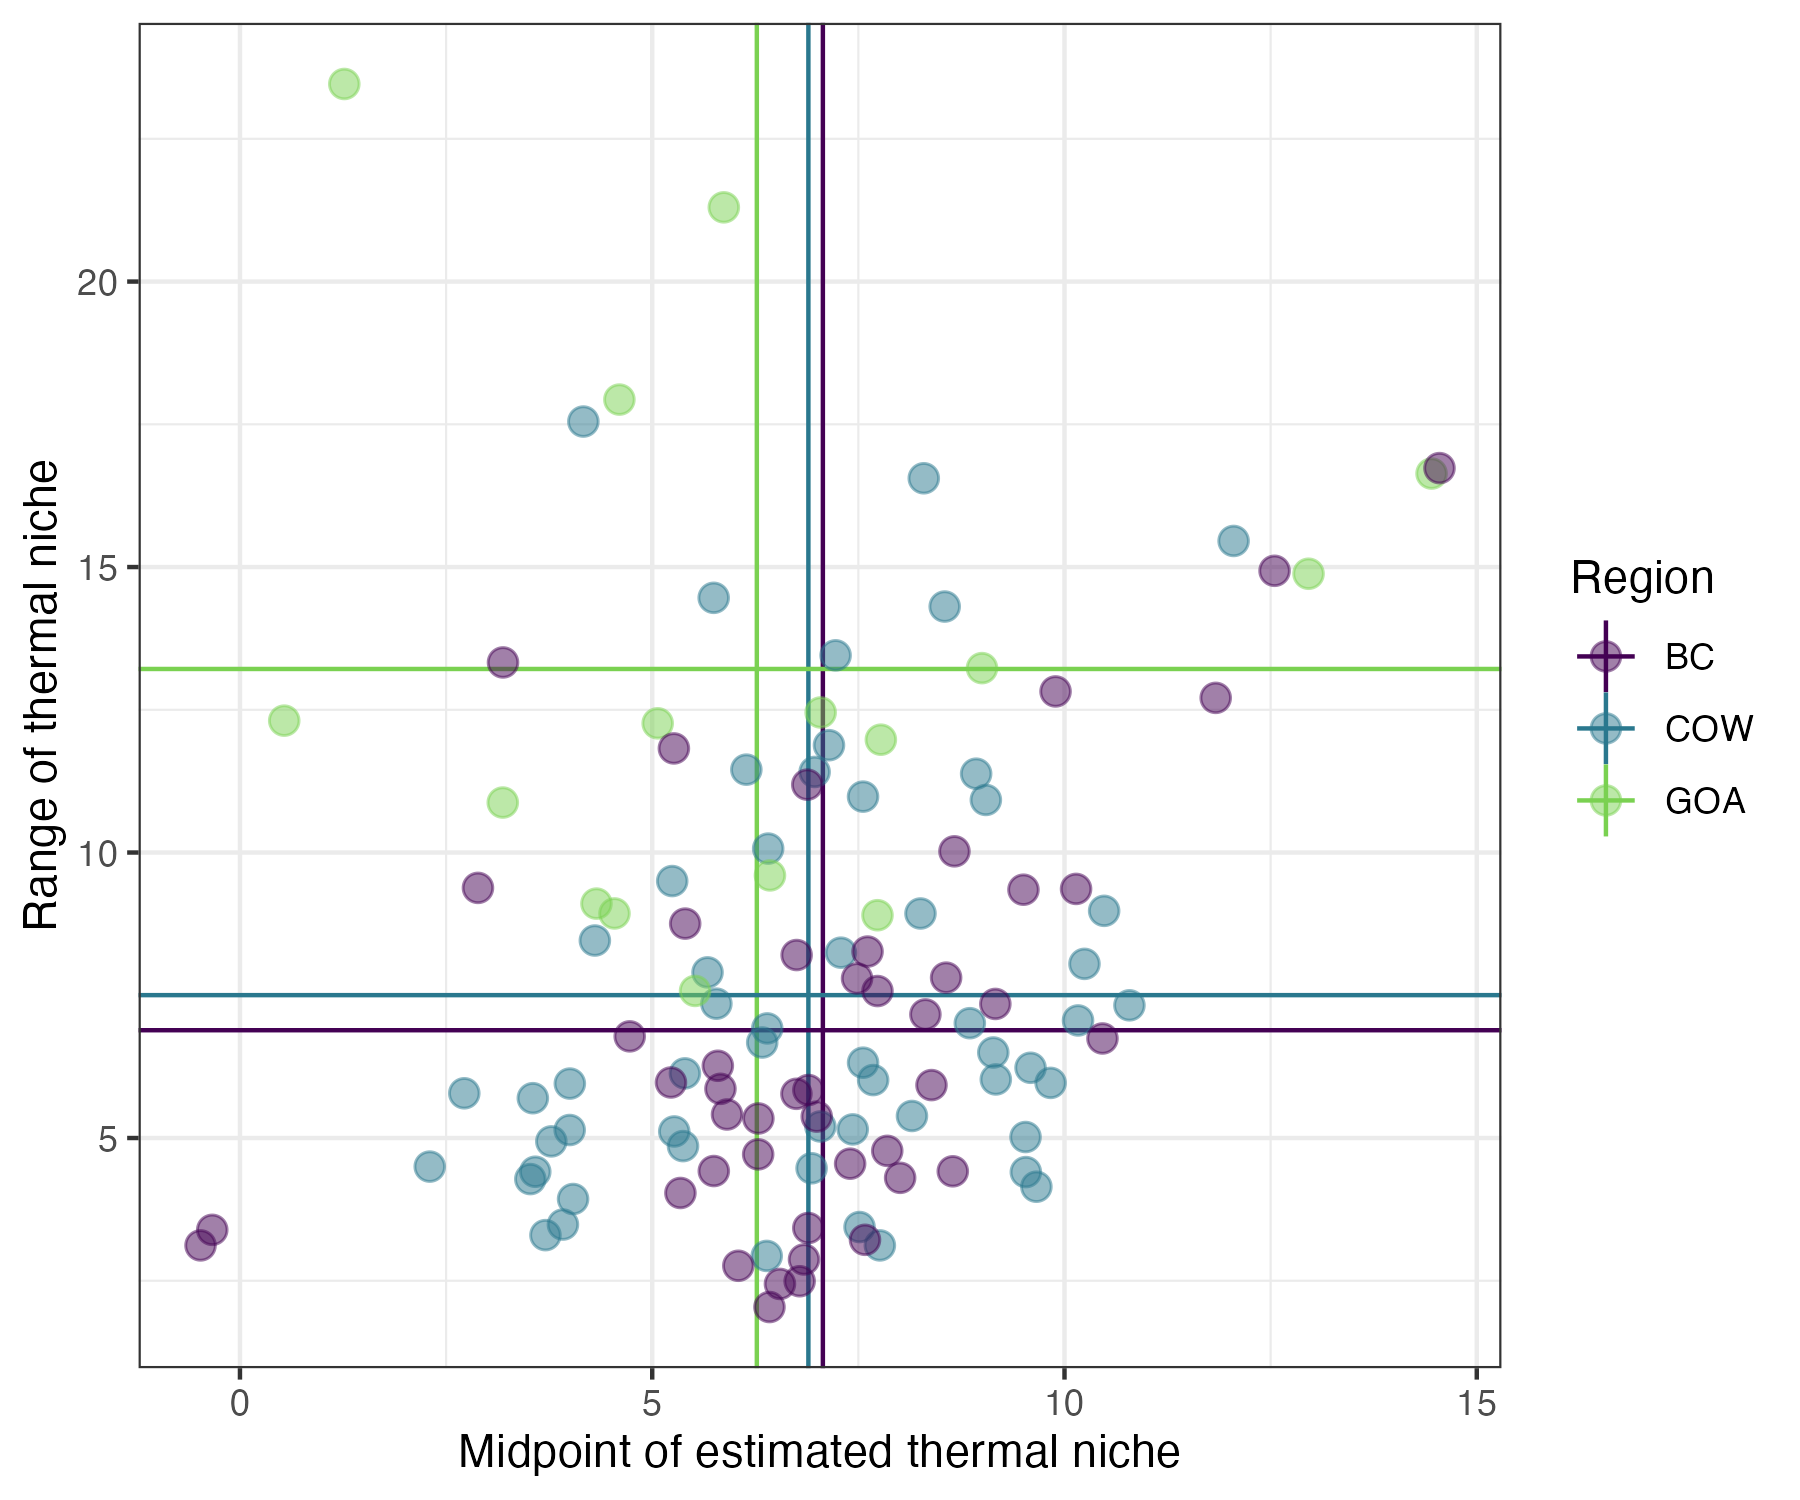 Range of thermal niche
20
15
10
5
0
5
10
15
Midpoint of estimated thermal niche
Region
BC
COW
GOA